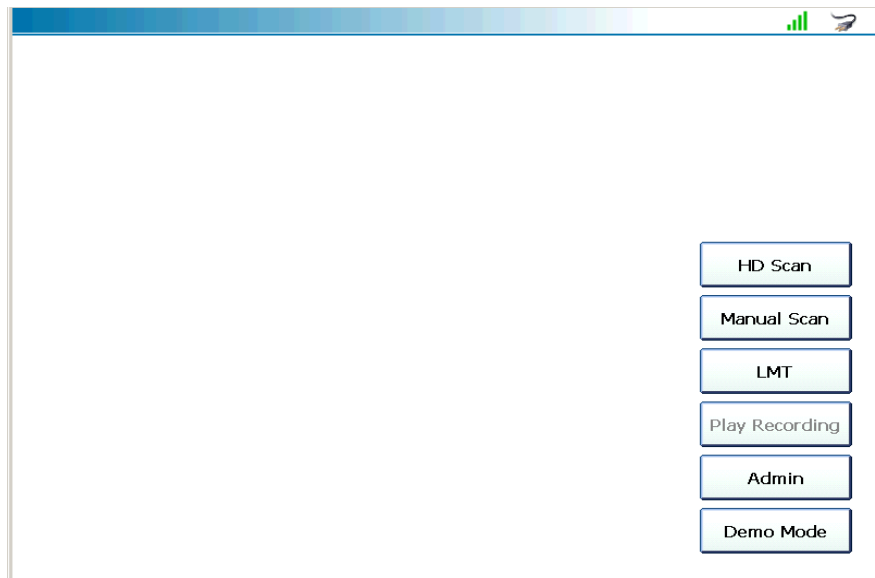 HD Scan
Manual Scan
LMT
Play Recording
Admin
Demo Mode